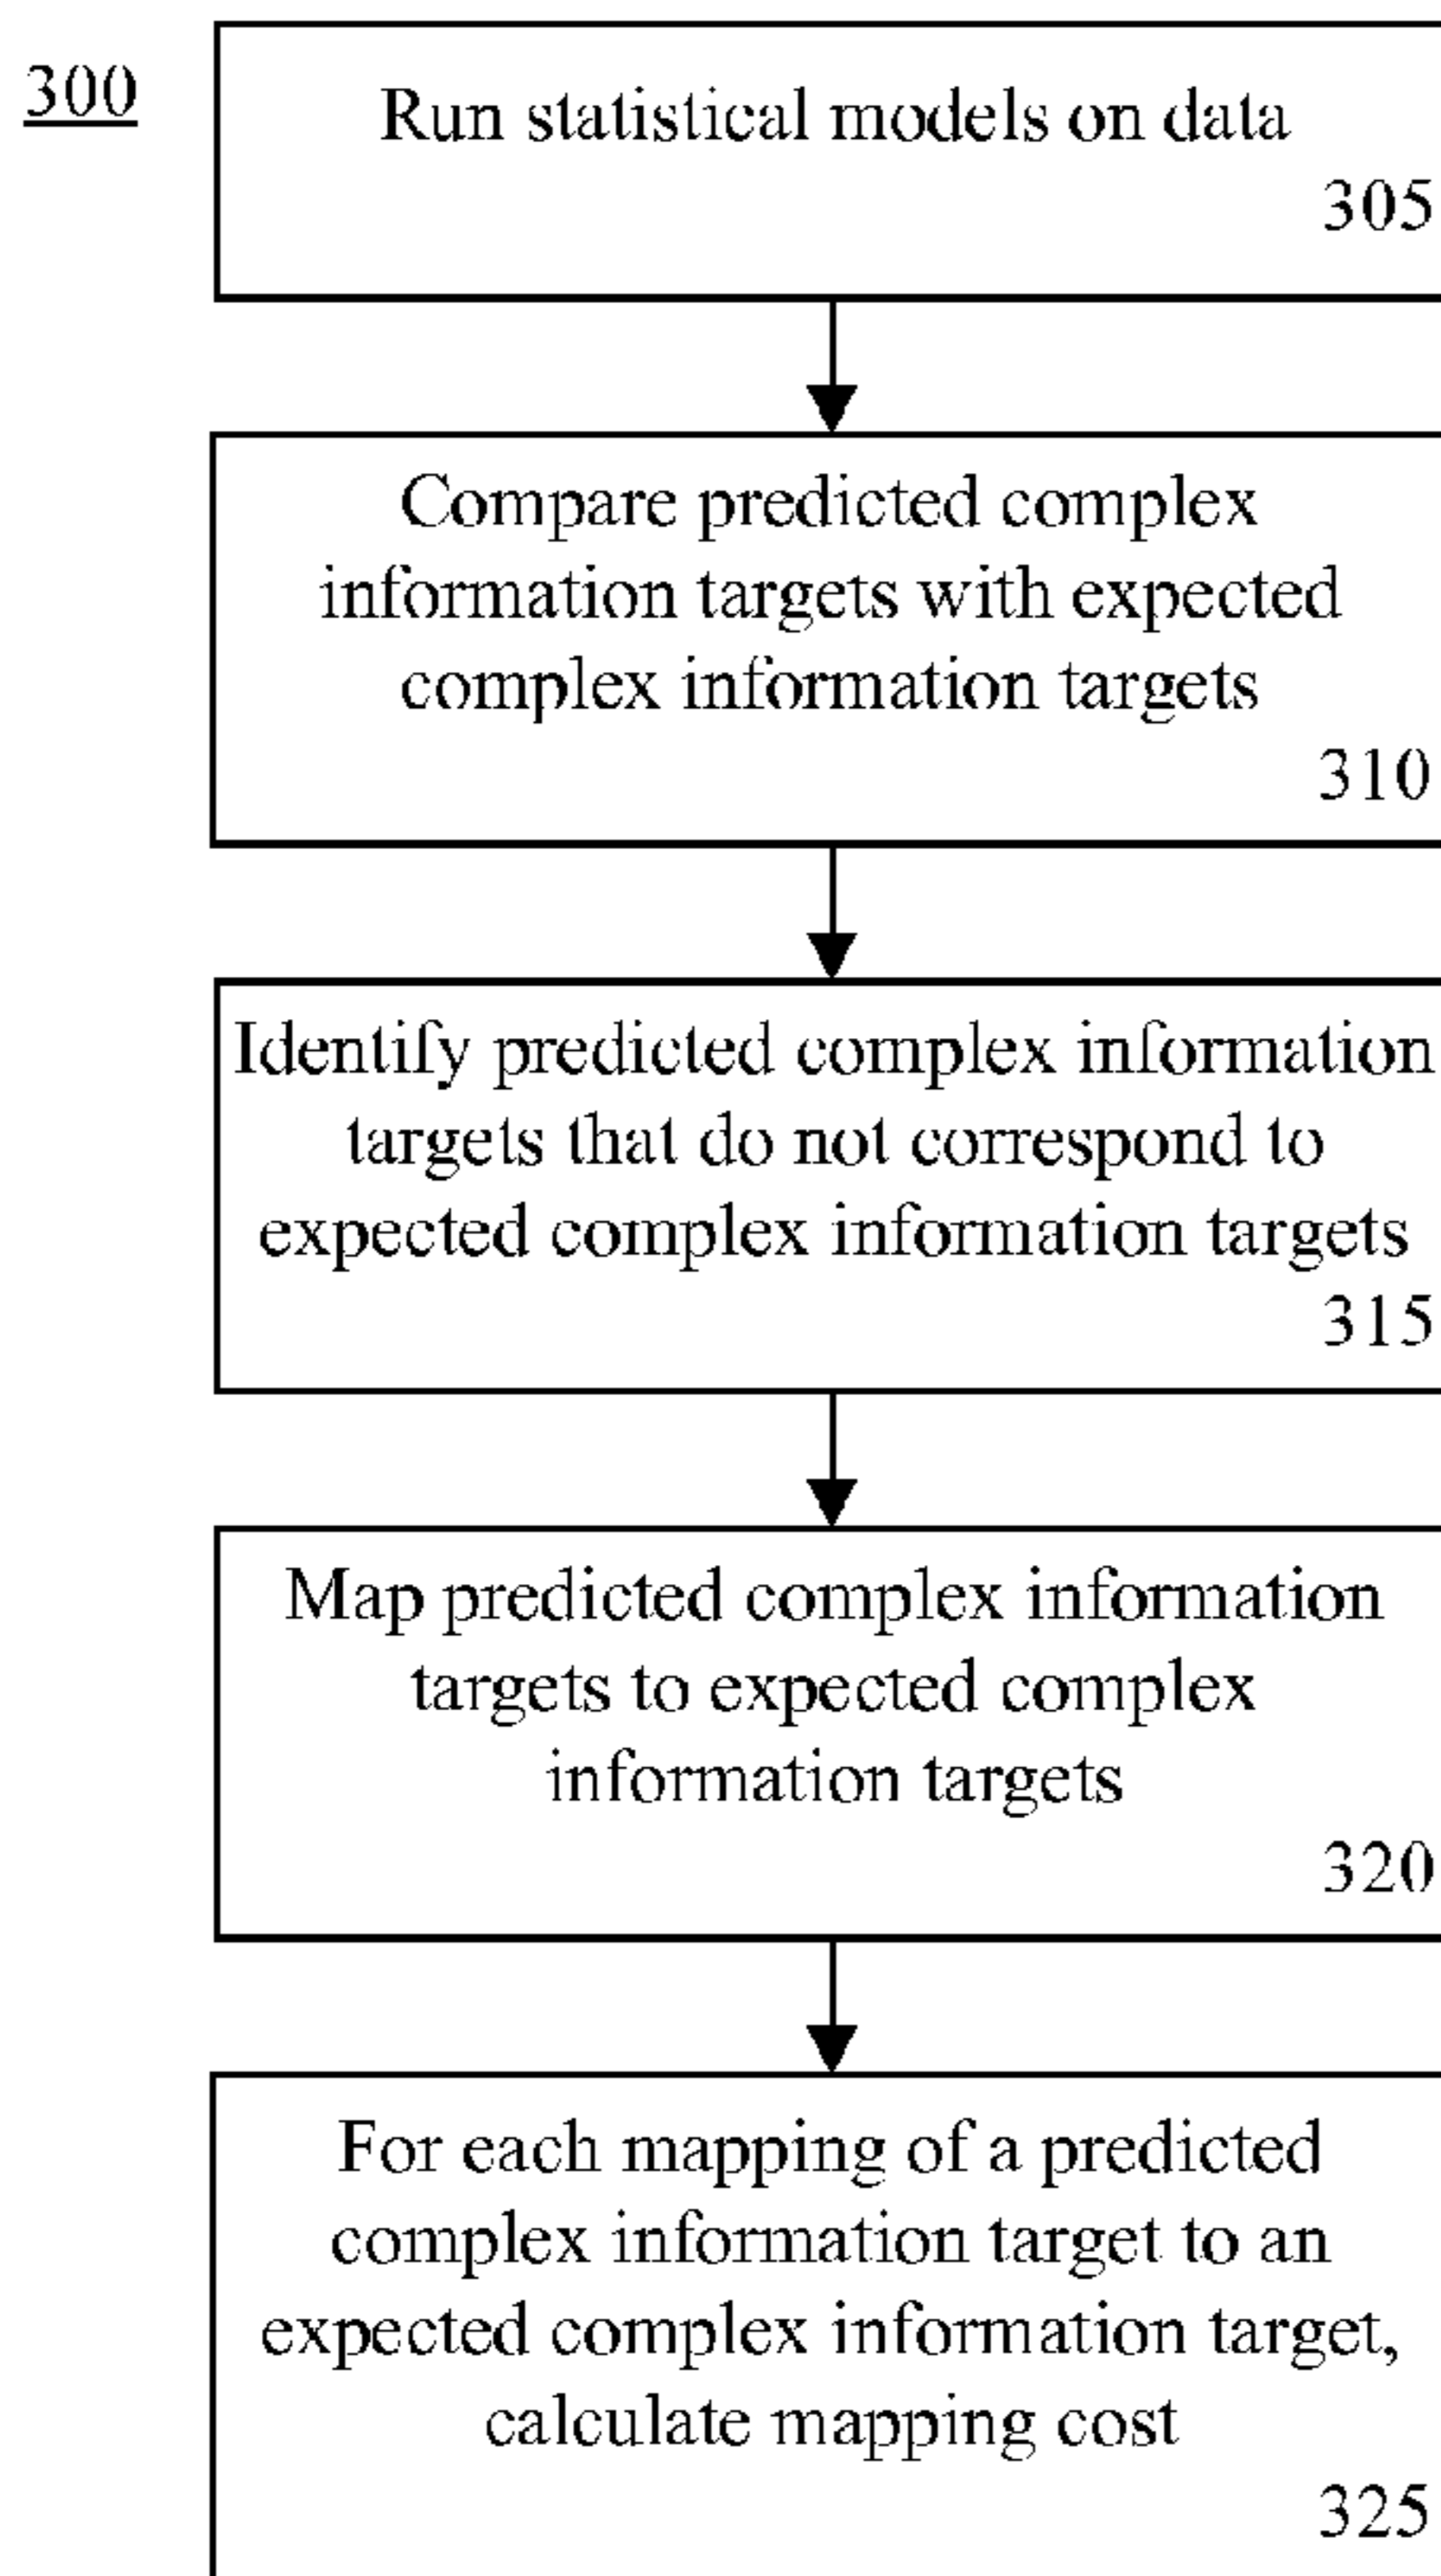 300
Run statistical models on data
305
Compare predicted complex
information targets with expected
complex information targets
310
Identify predicted complex information
targets that do not correspond to
expected complex information targets
315
Map predicted complex information
targets to expected complex
information targets
320
For each mapping of a predicted
complex information target to an
expected complex information target,
calculate mapping cost
325